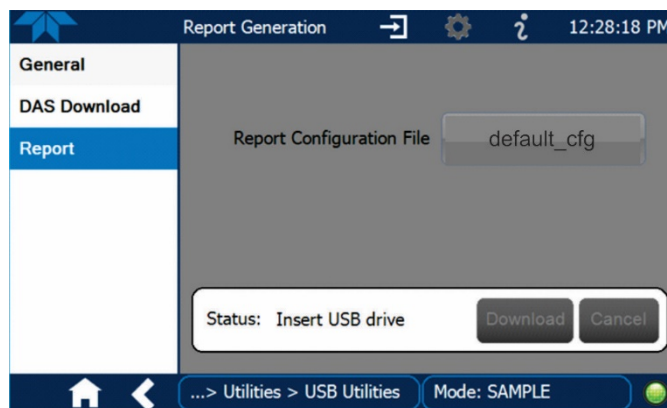 Report Generation
12:28:18 PM
General
DAS Download
Report
Report Configuration File
default_cfg
Status: Insert USB drive
Download
Cancel
...> Utilities > USB Utilities
Mode: SAMPLE